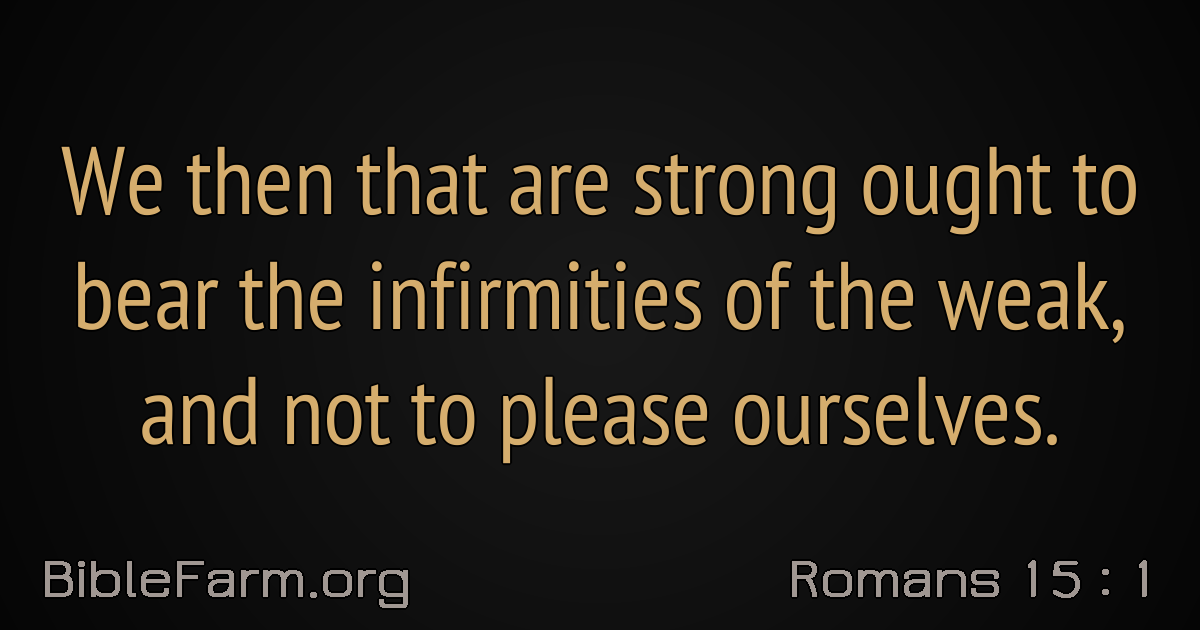 We then that are strong ought to
bear the infirmities of the weak,
and not to please ourselves.
BibleFarm.org
Romans 15 : 1